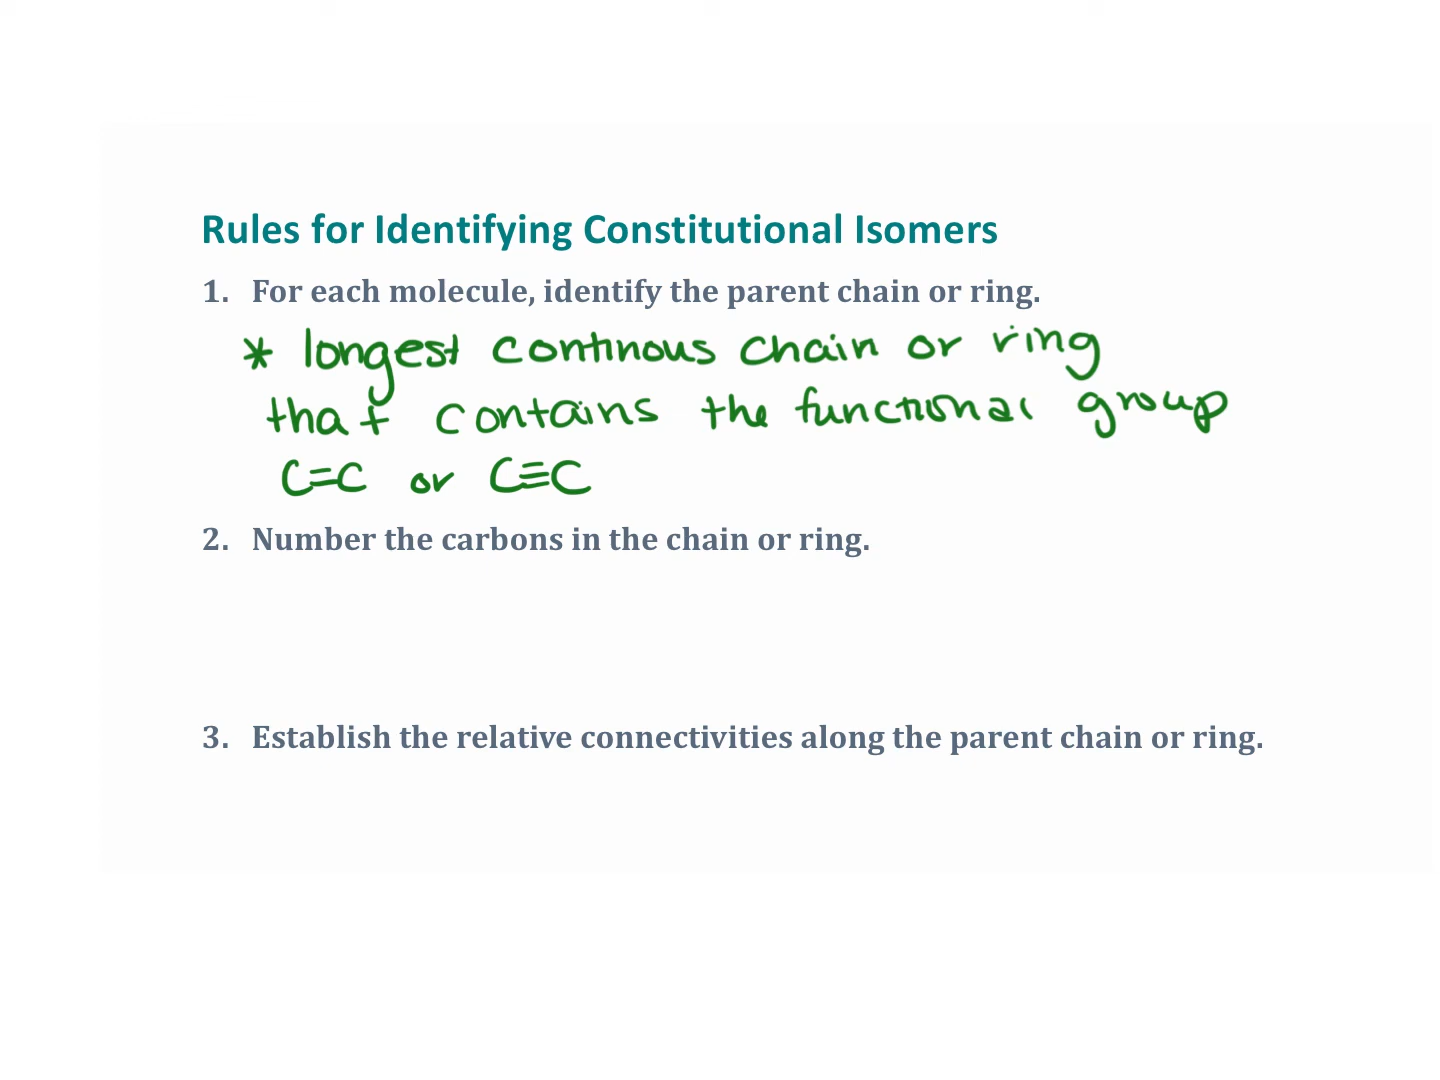 Rules for Identifying Constitutional Isomers
1. For each molecule, identify the parent chain or ring.
* longest continous chain or ring
that contains the functional group
C=C or C≡C
2. Number the carbons in the chain or ring.
3. Establish the relative connectivities along the parent chain or ring.